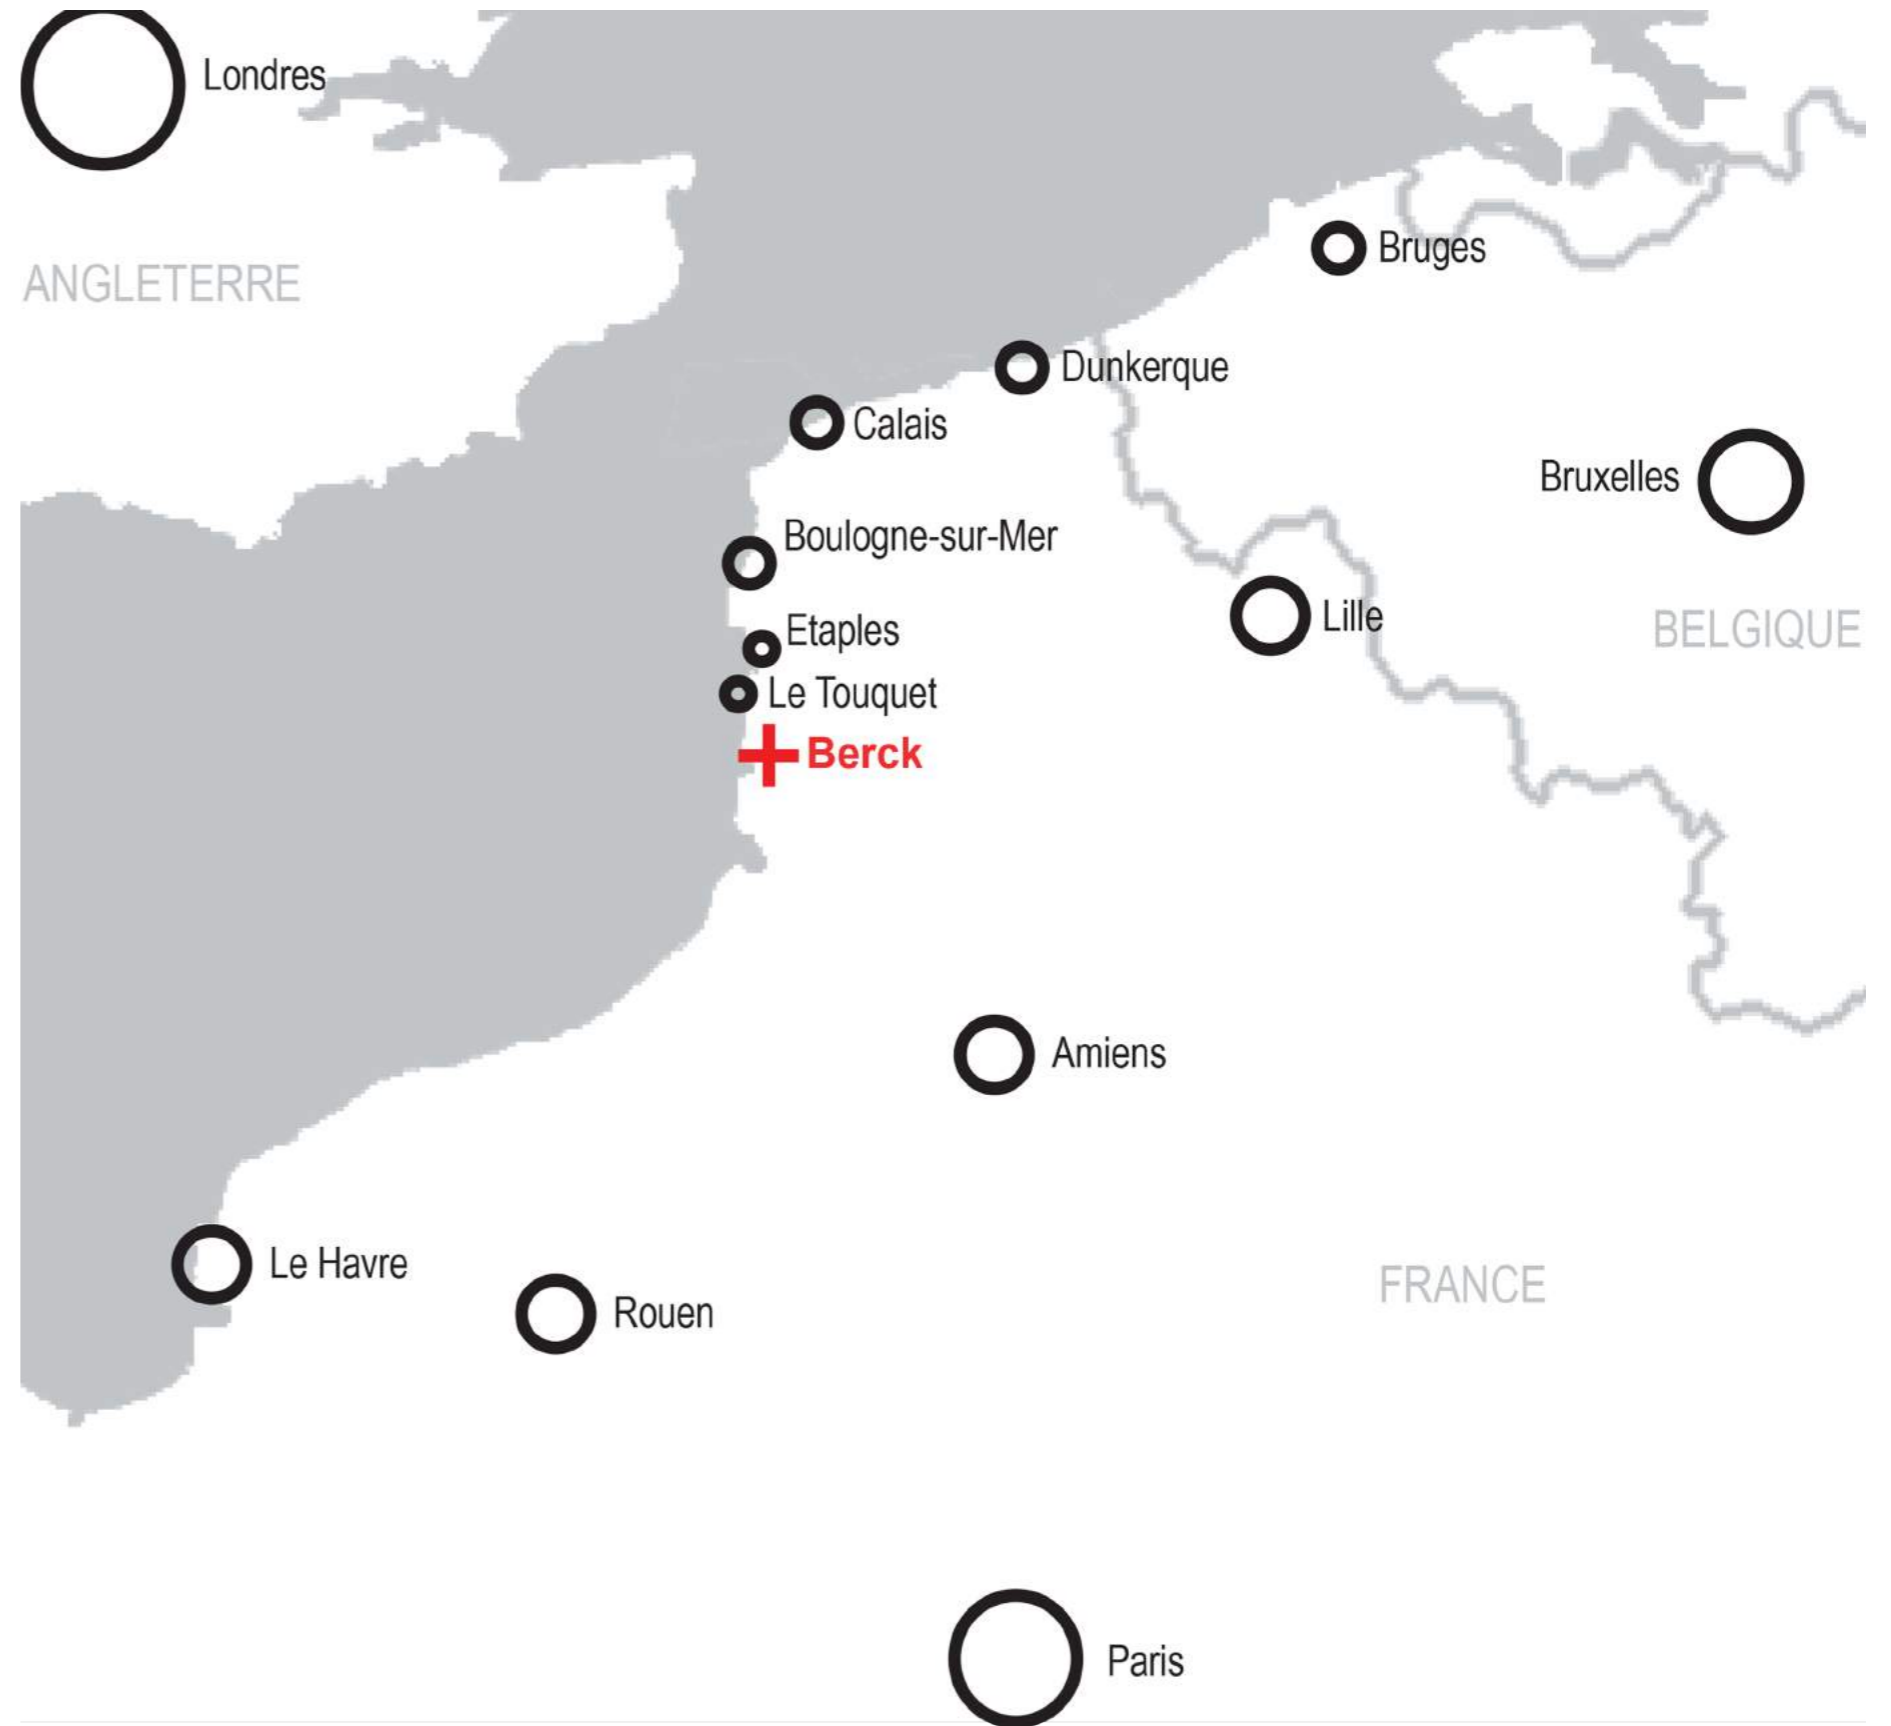 Londres
ANGLETERRE
Bruges
Dunkerque
Calais
Bruxelles
Boulogne-sur-Mer
Lille
Etaples
BELGIQUE
Le Touquet
Berck
Amiens
Le Havre
FRANCE
Rouen
Paris